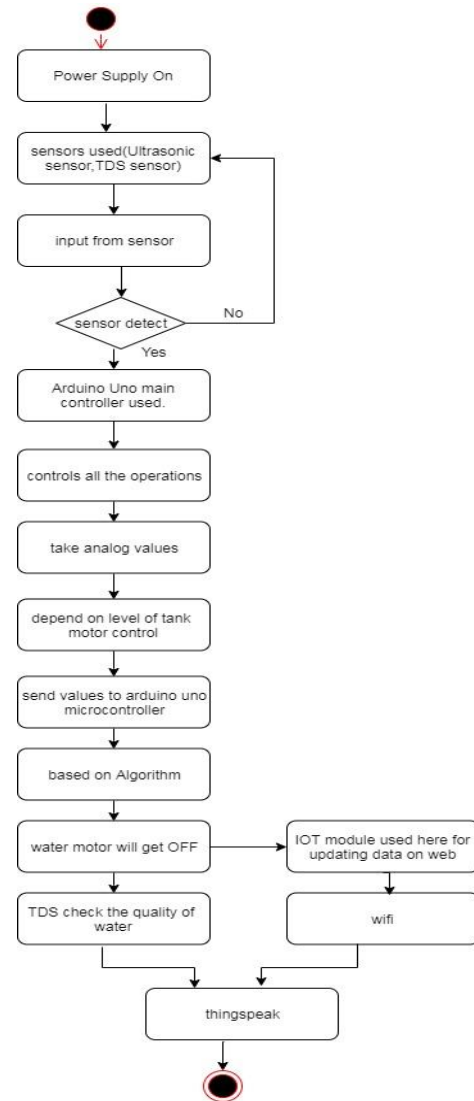 Power Supply On
sensors used(Ultrasonic
sensor,TDS sensor)
input from sensor
sensor detect
No
Yes
Arduino Uno main
controller used.
controls all the operations
take analog values
depend on level of tank
motor control
send values to arduino uno
microcontroller
based on Algorithm
water motor will get OFF
IOT module used here for
updating data on web
TDS check the quality of
water
wifi
thingspeak